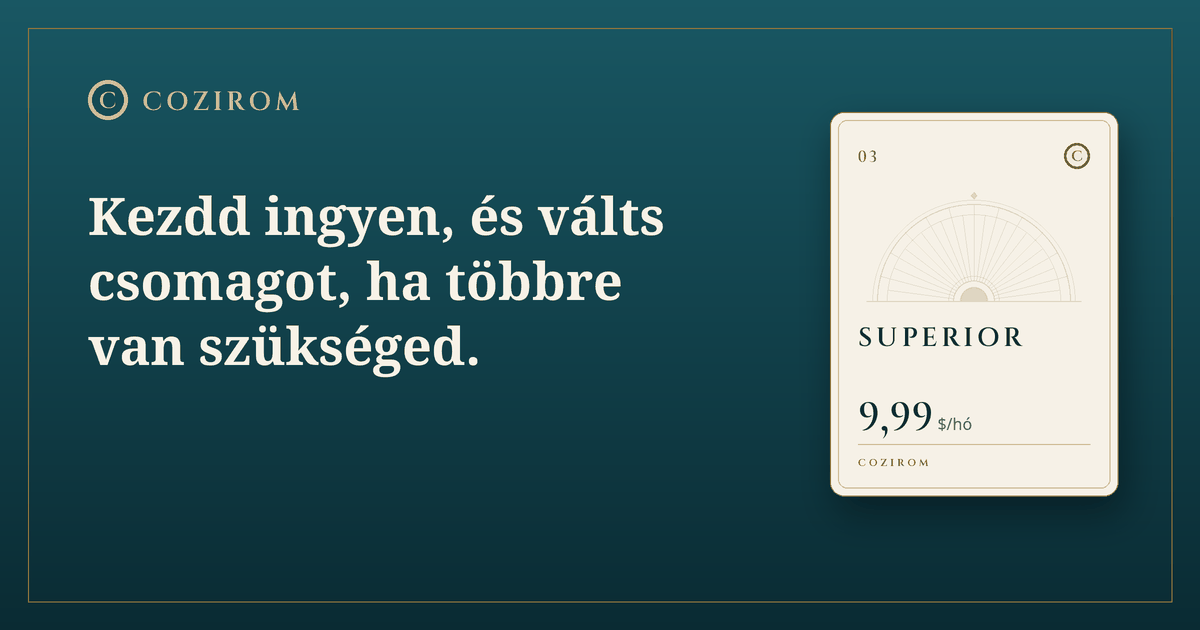 C COZIROM
Kezdd ingyen, és válts
csomagot, ha többre
van szükséged.
03 C
SUPERIOR
9,99 $/hó
COZIROM